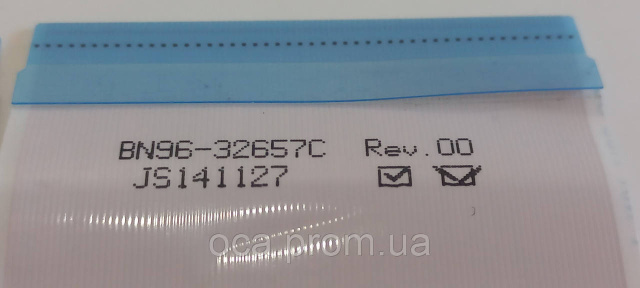 BN96-32657C Rev.00
JS141127
oca.prom.ua